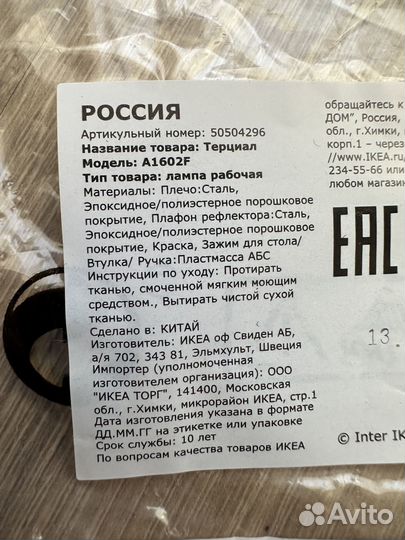 РОССИЯ
Артикульный номер: 50504296
Название товара: Терциал
Модель: A1602F
Тип товара: лампа рабочая
Материалы: Плечо:Сталь,
Эпоксидное/полиэстерное порошковое
покрытие, Плафон рефлектора:Сталь,
Эпоксидное/полиэстерное порошковое
покрытие, Краска, Зажим для стола/
Втулка/ Ручка:Пластмасса АБС
Инструкции по уходу: Протирать
тканью, смоченной мягким моющим
средством., Вытирать чистой сухой
тканью.
Сделано в: КИТАЙ
Изготовитель: ИКЕА оф Свиден АБ,
а/я 702, 343 81, Эльмхульт, Швеция
Импортер (уполномоченная
изготовителем организация): ООО
"ИКЕА ТОРГ", 141400, Московская
обл., г.Химки, микрорайон ИКЕА, стр.1
Дата изготовления указана в формате
ДД.ММ.ГГ на этикетке или упаковке
Срок службы: 10 лет
По вопросам качества товаров ИКЕА
обращайтесь к
ДОМ", Россия,
обл., г.Химки,
корп.1 – через
//www.IKEA.ru
234-55-66 или
любом магазин
EAC
13.
© Inter IK
Avito